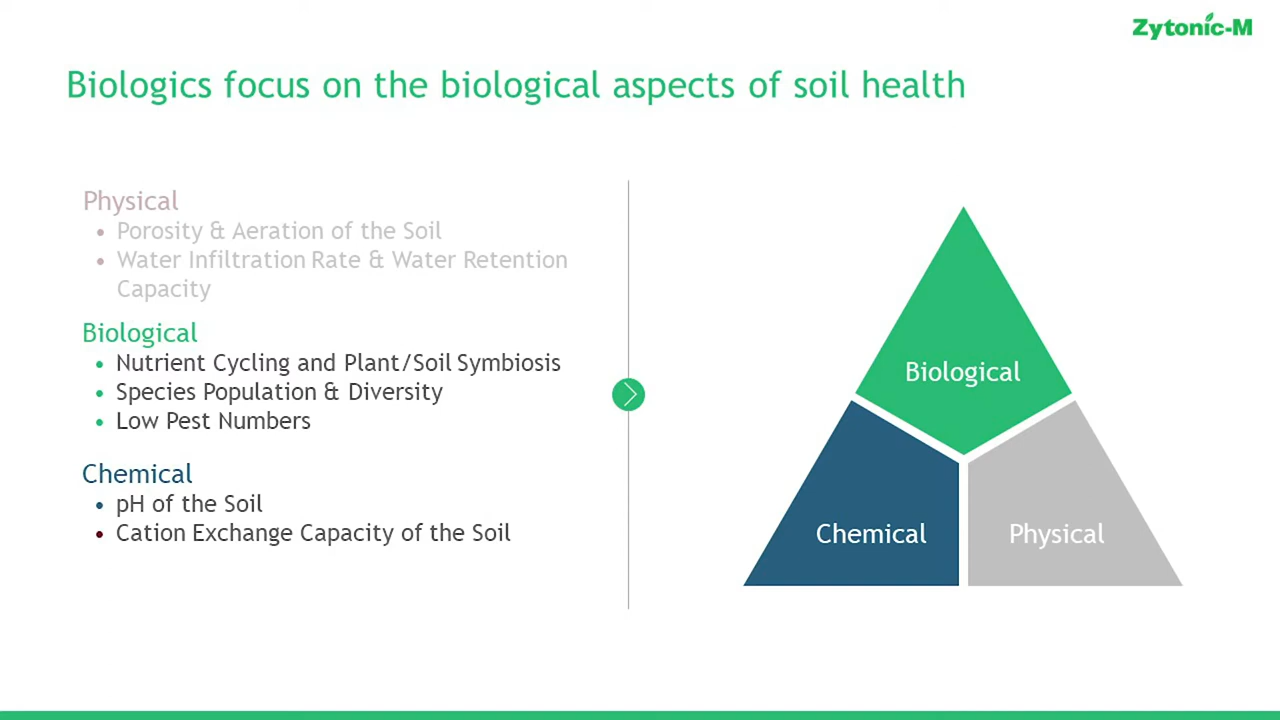 Zytonic-M
Biologics focus on the biological aspects of soil health
Physical
• Porosity & Aeration of the Soil
• Water Infiltration Rate & Water Retention
Capacity
Biological
• Nutrient Cycling and Plant/Soil Symbiosis
• Species Population & Diversity
• Low Pest Numbers
Chemical
• pH of the Soil
• Cation Exchange Capacity of the Soil
Biological
Chemical
Physical